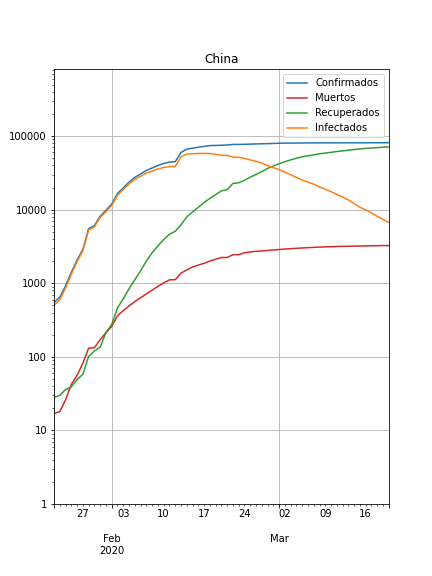 China
Confirmados
Muertos
Recuperados
Infectados
100000
10000
1000
100
10
1
27 03 10 17 24 02 09 16
Feb Mar
2020